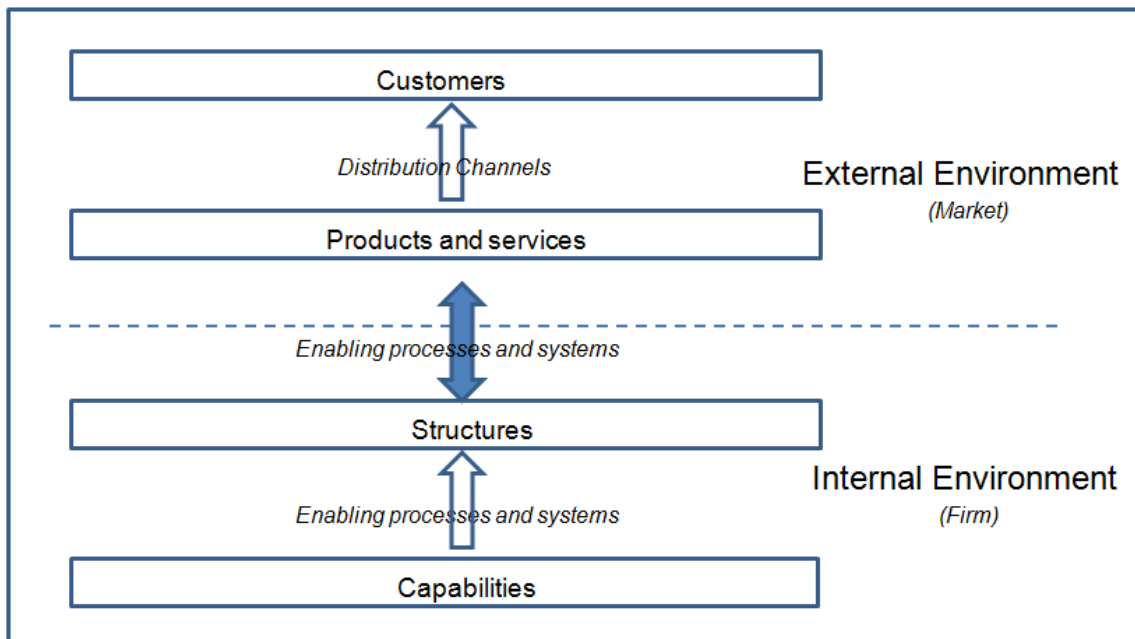 Customers
Distribution Channels
External Environment
(Market)
Products and services
Enabling processes and systems
Structures
Internal Environment
(Firm)
Enabling processes and systems
Capabilities